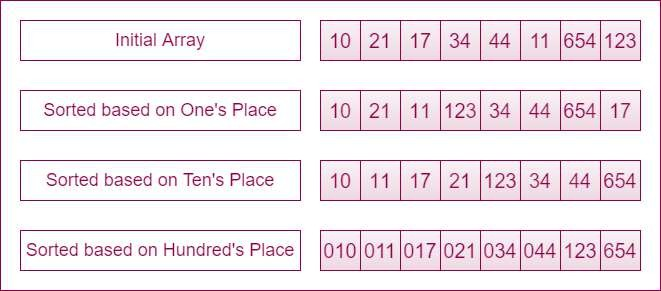 Initial Array 10 21 17 34 44 11 654 123
Sorted based on One's Place 10 21 11 123 34 44 654 17
Sorted based on Ten's Place 10 11 17 21 123 34 44 654
Sorted based on Hundred's Place 010 011 017 021 034 044 123 654